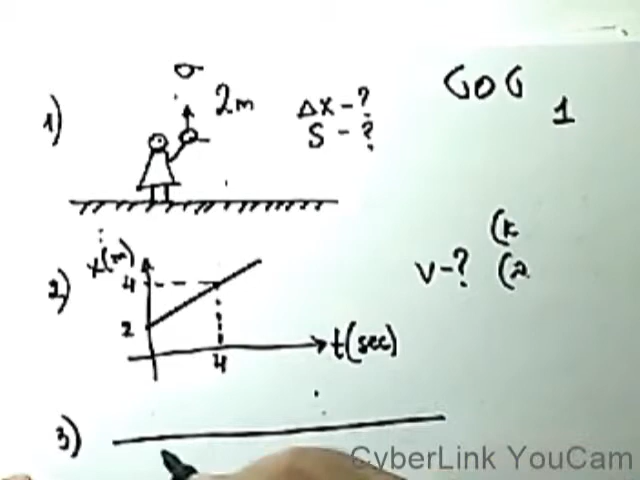 GOG 1
1) 2m Δx - ?
S - ?
2) x(m) V-?
4
2
4 t(sec)
3)
CyberLink YouCam